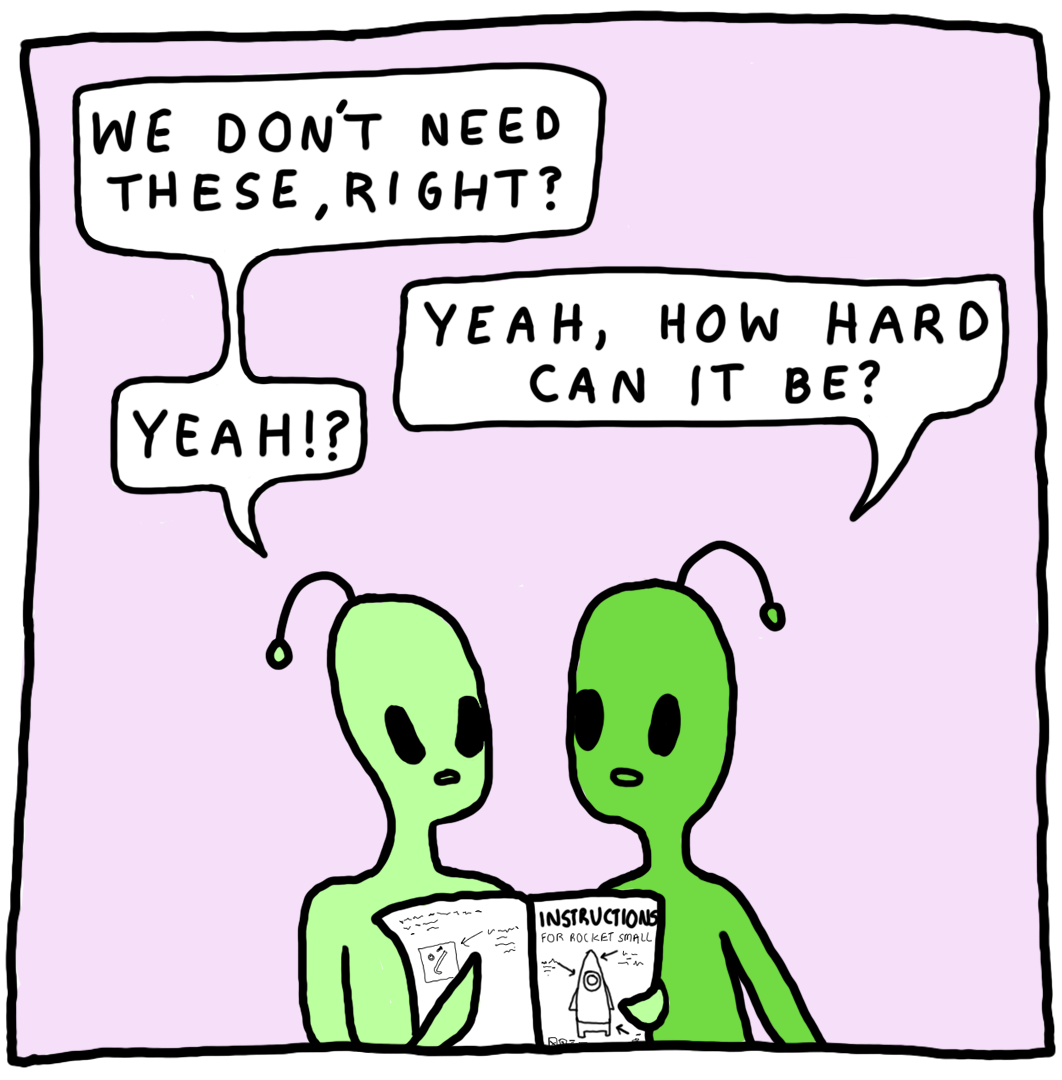 WE DON'T NEED
THESE, RIGHT?
YEAH!?
YEAH, HOW HARD
CAN IT BE?
INSTRUCTIONS
FOR ROCKET SMALL